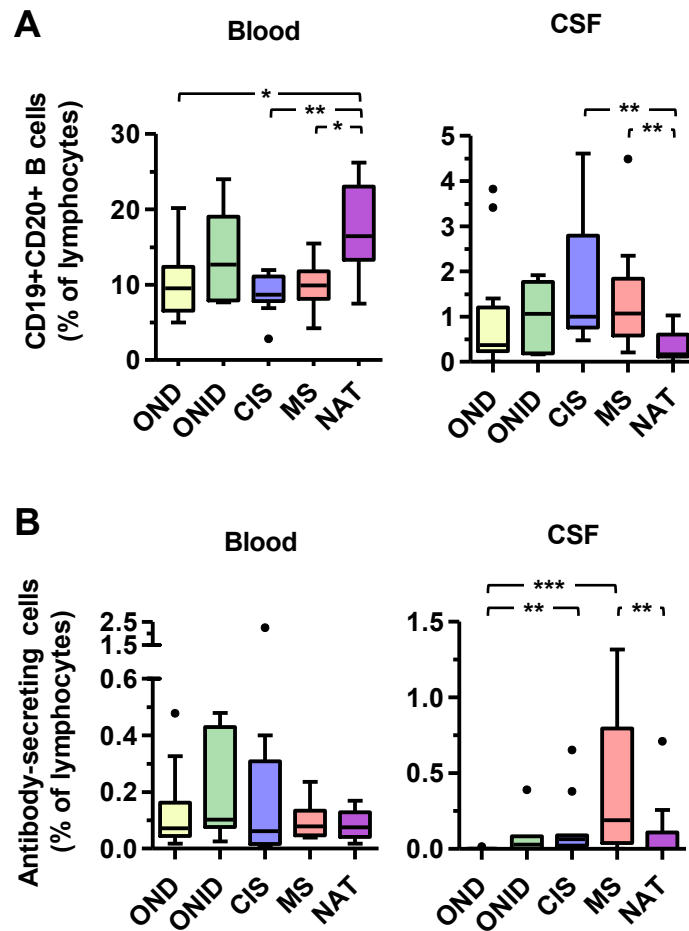 A
Blood
CSF
CD19+CD20+ B cells
(% of lymphocytes)
*
**
*
30
20
10
0
OND
ONID
CIS
MS
NAT
**
**
5
4
3
2
1
0
OND
ONID
CIS
MS
NAT
B
Blood
CSF
Antibody-secreting cells
(% of lymphocytes)
2.5
1.5
0.6
0.4
0.2
0.0
OND
ONID
CIS
MS
NAT
***
**
**
1.5
1.0
0.5
0.0
OND
ONID
CIS
MS
NAT